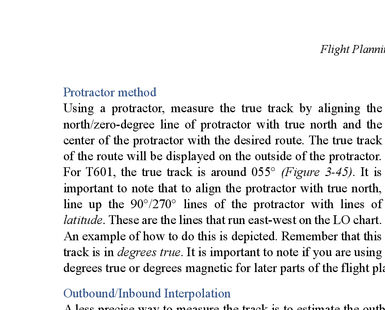 Flight
Protractor method
Using a protractor, measure the true track by aligning the
north/zero-degree line of protractor with true north and the
center of the protractor with the desired route. The true track
of the route will be displayed on the outside of the protractor.
For T601, the true track is around 055° (Figure 3-45). It is
important to note that to align the protractor with true north,
line up the 90°/270° lines of the protractor with lines of
latitude. These are the lines that run east-west on the LO chart.
An example of how to do this is depicted. Remember that this
track is in degrees true. It is important to note if you are using
degrees true or degrees magnetic for later parts of the flight
Outbound/Inbound Interpolation
A less precise way to measure the track is to estimate the